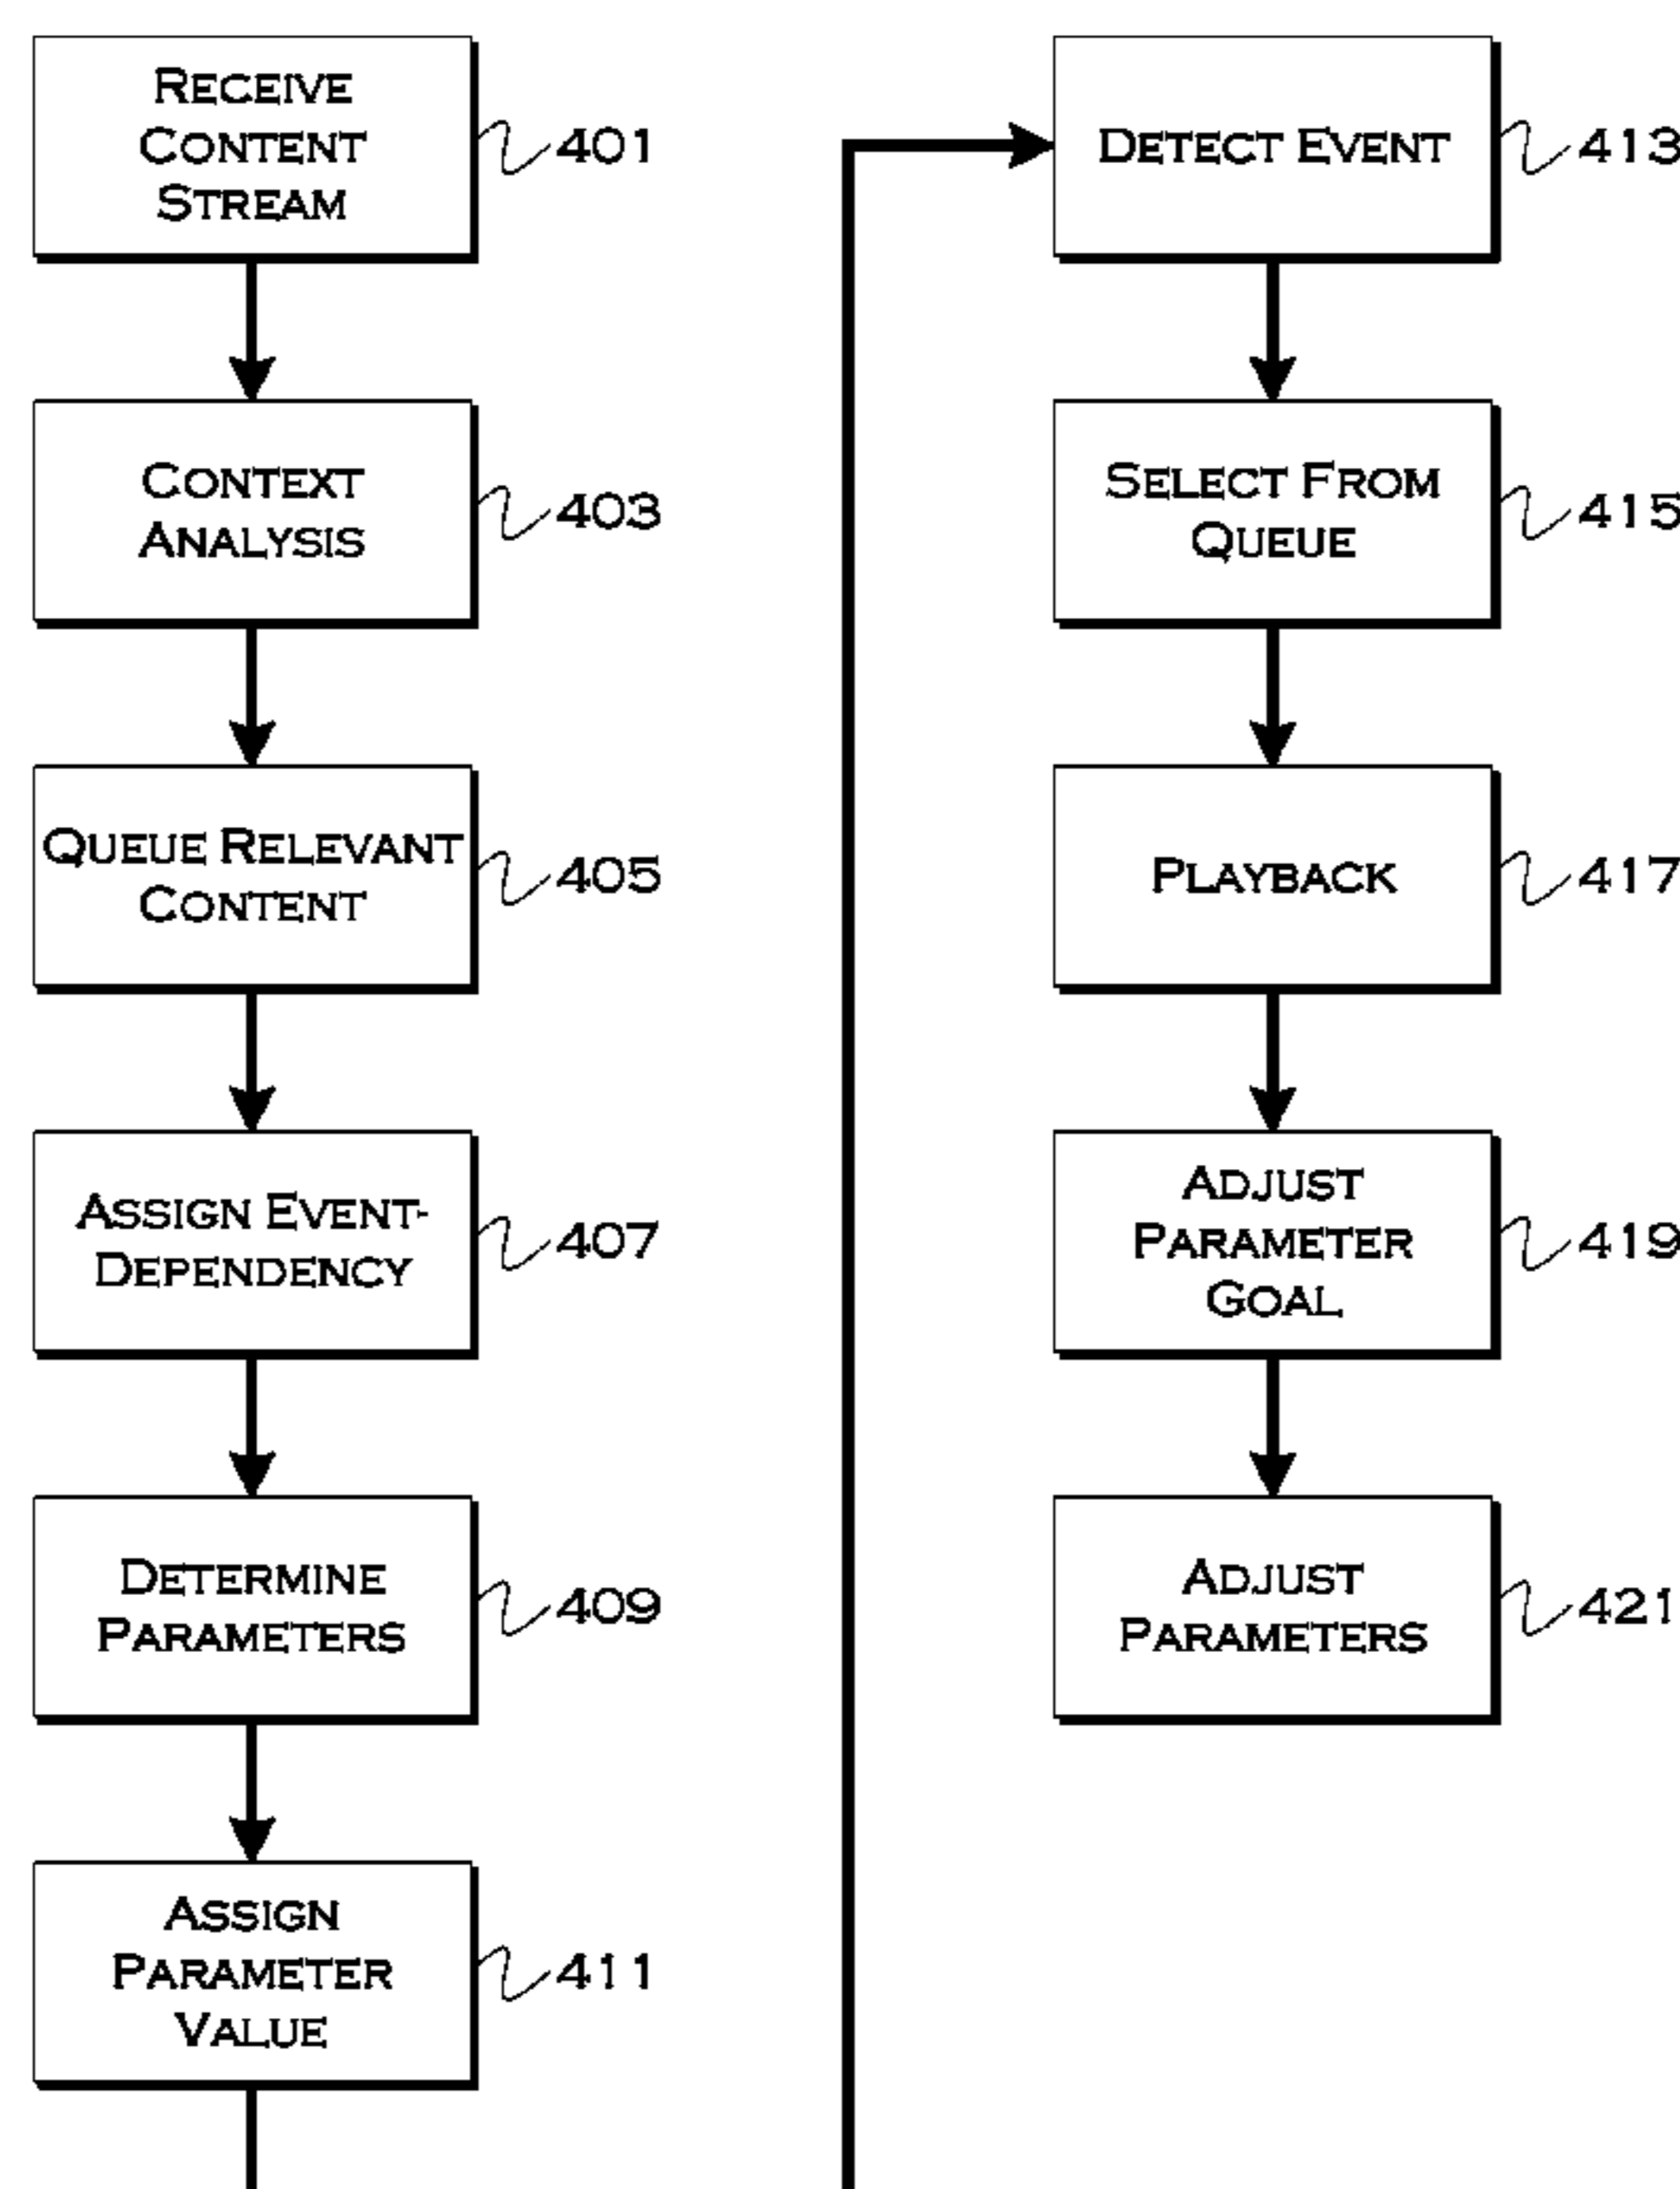 RECEIVE
CONTENT
STREAM
401
CONTEXT
ANALYSIS
403
QUEUE RELEVANT
CONTENT
405
ASSIGN EVENT-
DEPENDENCY
407
DETERMINE
PARAMETERS
409
ASSIGN
PARAMETER
VALUE
411
DETECT EVENT
413
SELECT FROM
QUEUE
415
PLAYBACK
417
ADJUST
PARAMETER
GOAL
419
ADJUST
PARAMETERS
421